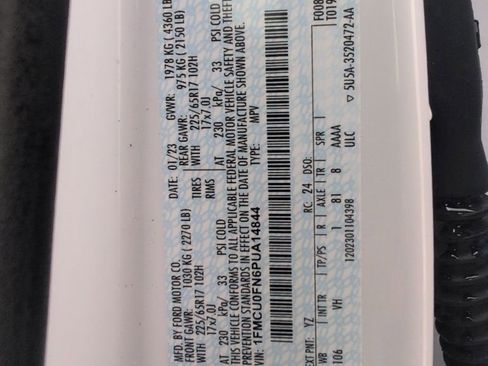 MFD. BY FORD MOTOR CO.
DATE: 01/23 GVWR: 1978 KG ( 4360 LB)
FRONT GAWR: 1030 KG ( 2270 LB) REAR GAWR: 975 KG ( 2150 LB)
WITH 225/65R17 102H TIRES WITH 225/65R17 102H
17x7.0J RIMS 17x7.0J
AT 230 kPa/ 33 PSI COLD AT 230 kPa/ 33 PSI COLD
THIS VEHICLE CONFORMS TO ALL APPLICABLE FEDERAL MOTOR VEHICLE SAFETY AND THEFT
PREVENTION STANDARDS IN EFFECT ON THE DATE OF MANUFACTURE SHOWN ABOVE.
VIN: 1FMCU0FN6PUA14844 TYPE: MPV
F008
T019
EXT PNT: YZ RC: 24 DSO:
WB INTTR TP/PS R AXLE TR SPR
106 VH 1 81 8 AAAA
ULC
1202301104398
▽ 5U5A-3520472-AA